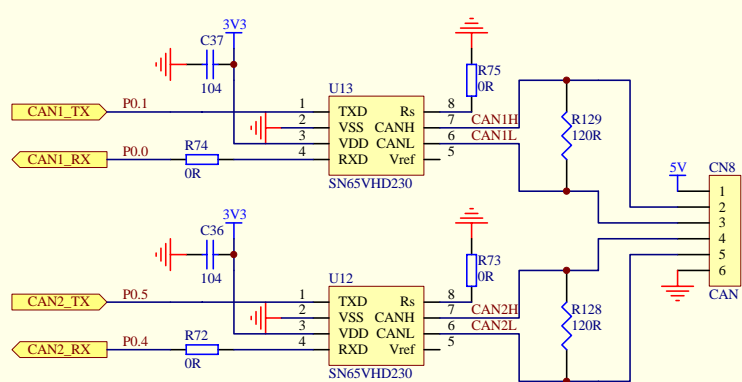 3V3
C37
104
CAN1_TX P0.1
CAN1_RX P0.0
R74
0R
U13
1 TXD Rs 8
2 VSS CANH 7
3 VDD CANL 6
4 RXD Vref 5
SN65VHD230
R75
0R
CAN1H
CAN1L
R129
120R
5V
CN8
1
2
3
4
5
6
CAN
3V3
C36
104
CAN2_TX P0.5
CAN2_RX P0.4
R72
0R
U12
1 TXD Rs 8
2 VSS CANH 7
3 VDD CANL 6
4 RXD Vref 5
SN65VHD230
R73
0R
CAN2H
CAN2L
R128
120R